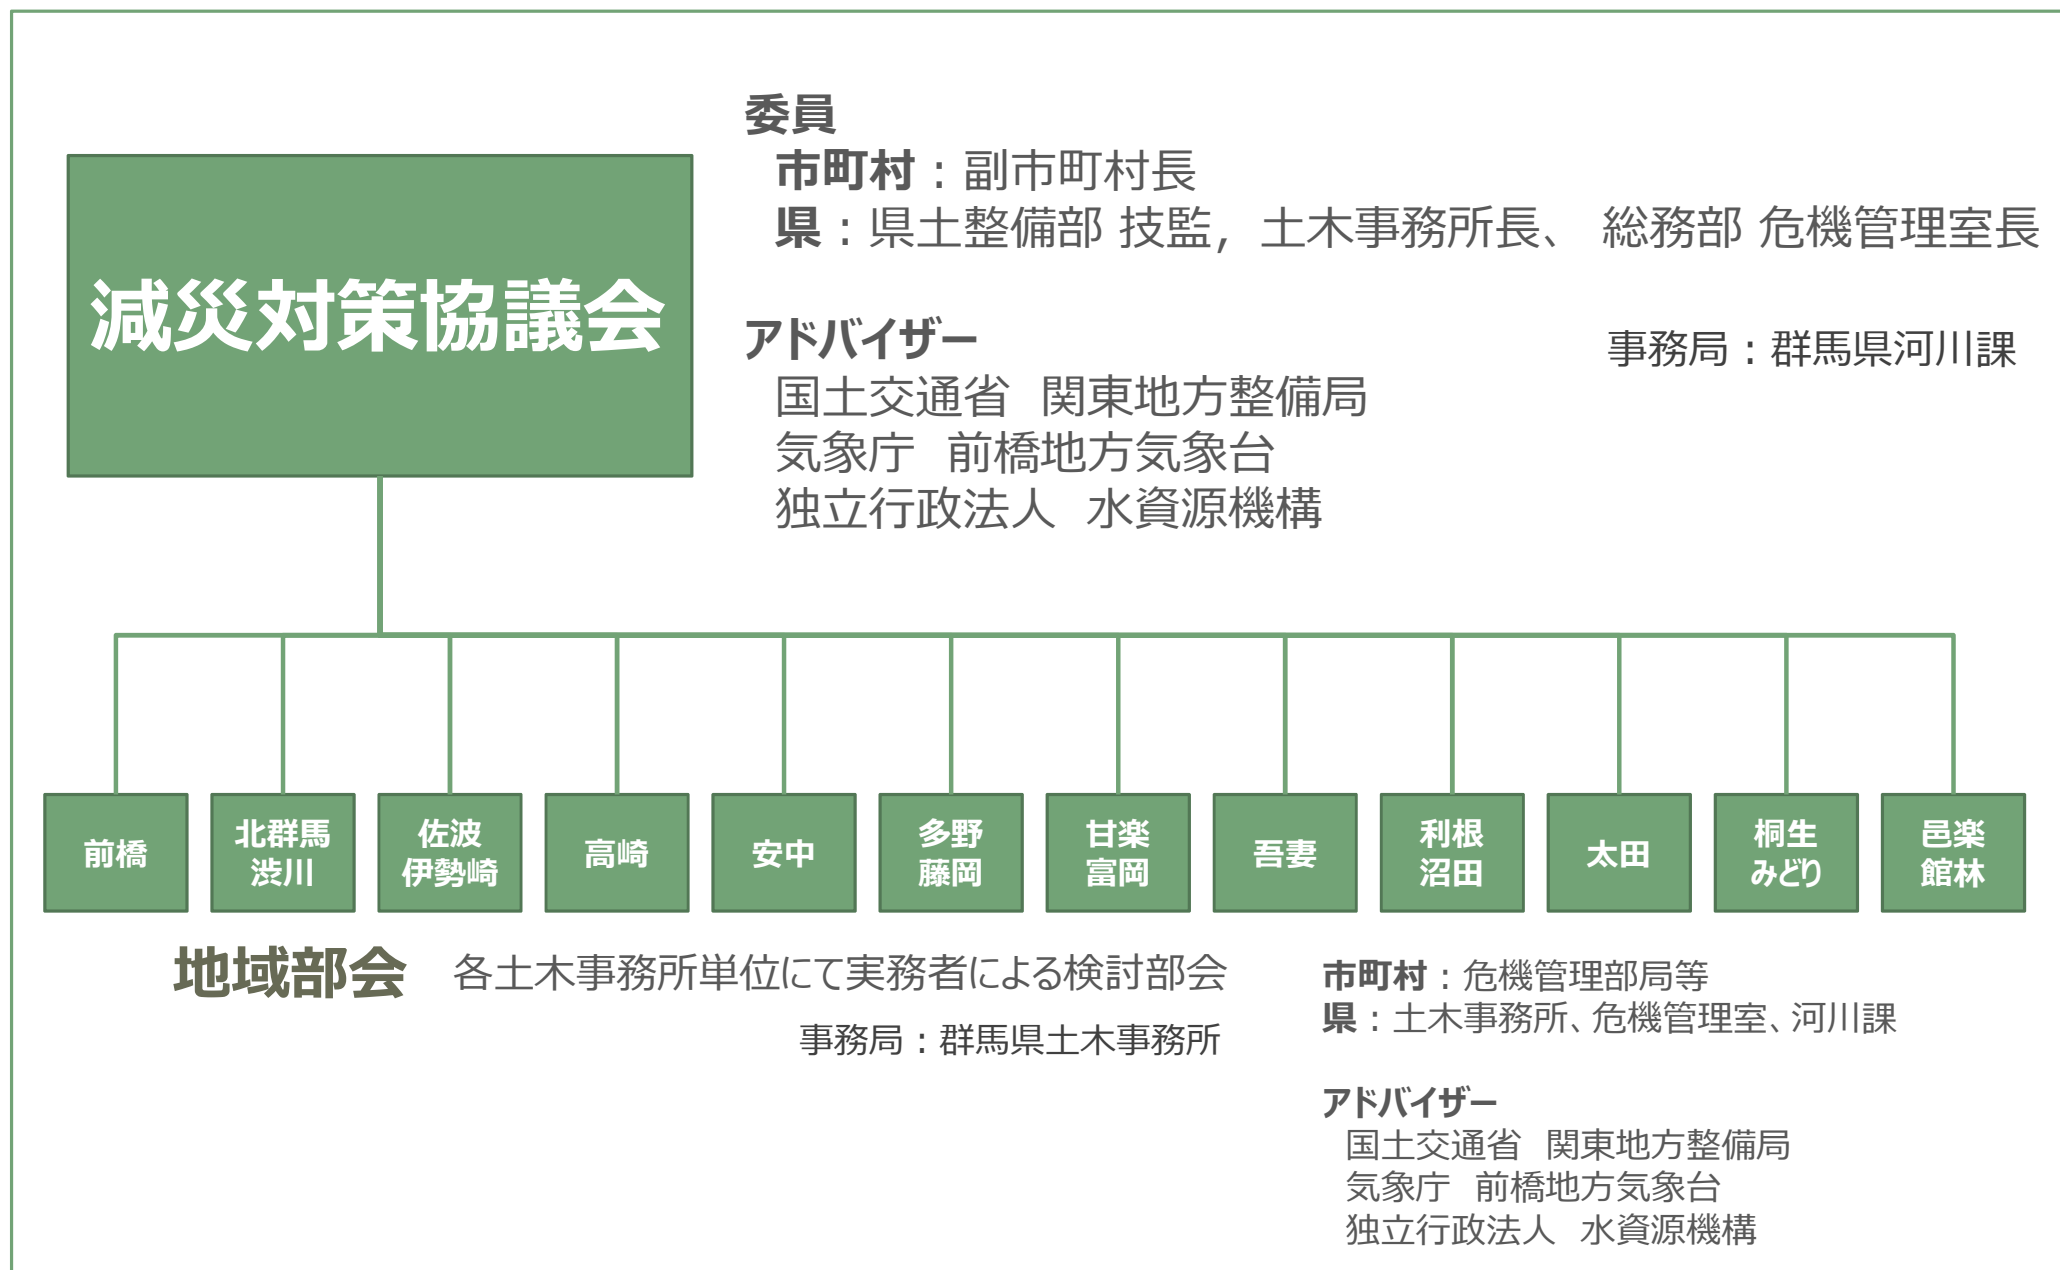 減災対策協議会
委員
市町村：副市町村長
県：県土整備部 技監, 土木事務所長、 総務部 危機管理室長
アドバイザー
国土交通省　関東地方整備局
気象庁　前橋地方気象台
独立行政法人　水資源機構
事務局：群馬県河川課
前橋
北群馬
渋川
佐波
伊勢崎
高崎
安中
多野
藤岡
甘楽
富岡
吾妻
利根
沼田
太田
桐生
みどり
邑楽
館林
地域部会
各土木事務所単位にて実務者による検討部会
事務局：群馬県土木事務所
市町村：危機管理部局等
県：土木事務所、危機管理室、河川課
アドバイザー
国土交通省　関東地方整備局
気象庁　前橋地方気象台
独立行政法人　水資源機構